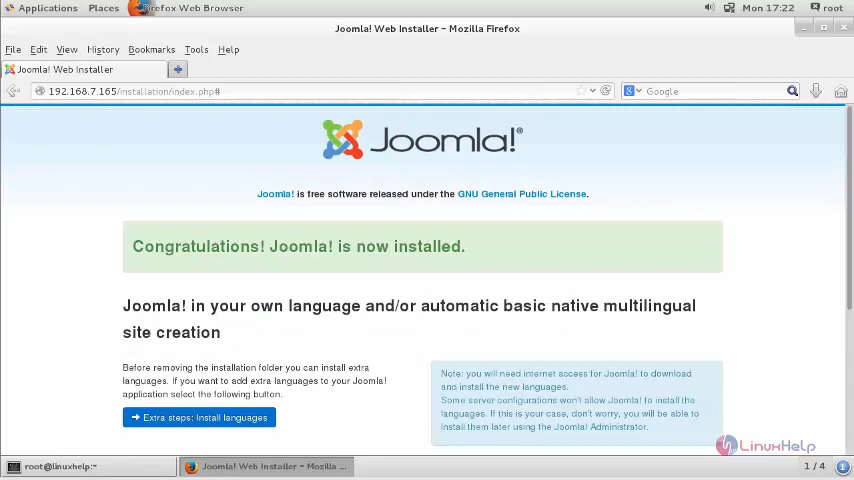 Applications Places Firefox Web Browser Mon 17:22 root
Joomla! Web Installer - Mozilla Firefox
File Edit View History Bookmarks Tools Help
Joomla! Web Installer
192.168.7.165/installation/index.php# Google
Joomla!®
Joomla! is free software released under the GNU General Public License.
Congratulations! Joomla! is now installed.
Joomla! in your own language and/or automatic basic native multilingual
site creation
Before removing the installation folder you can install extra
languages. If you want to add extra languages to your Joomla!
application select the following button.
Extra steps: Install languages
Note: you will need internet access for Joomla! to download
and install the new languages.
Some server configurations won't allow Joomla! to install the
languages. If this is your case, don't worry, you will be able to
install them later using the Joomla! Administrator.
LinuxHelp
root@linuxhelp:~ Joomla! Web Installer - Mozilla ... 1 / 4 1